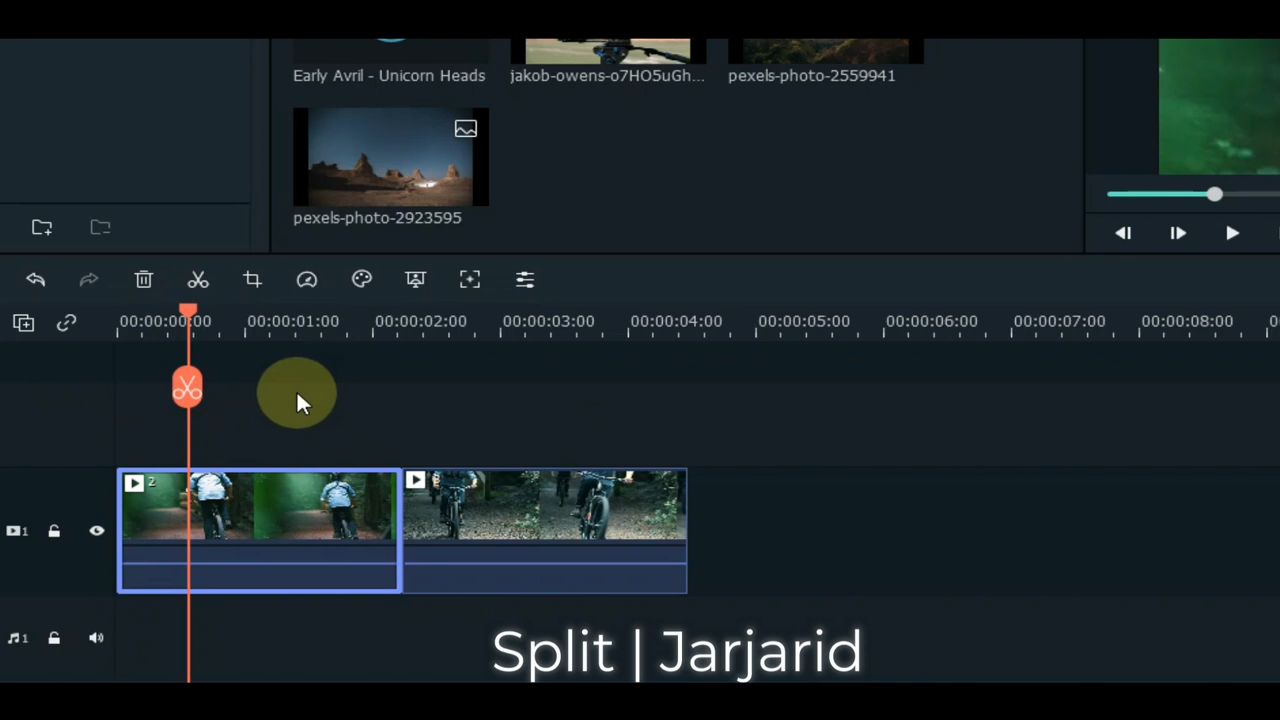 Early Avril - Unicorn Heads
jakob-owens-o7HO5uGh...
pexels-photo-2559941
pexels-photo-2923595
00:00:00:00
00:00:01:00
00:00:02:00
00:00:03:00
00:00:04:00
00:00:05:00
00:00:06:00
00:00:07:00
00:00:08:00
2
1
1
Split | Jarjarid